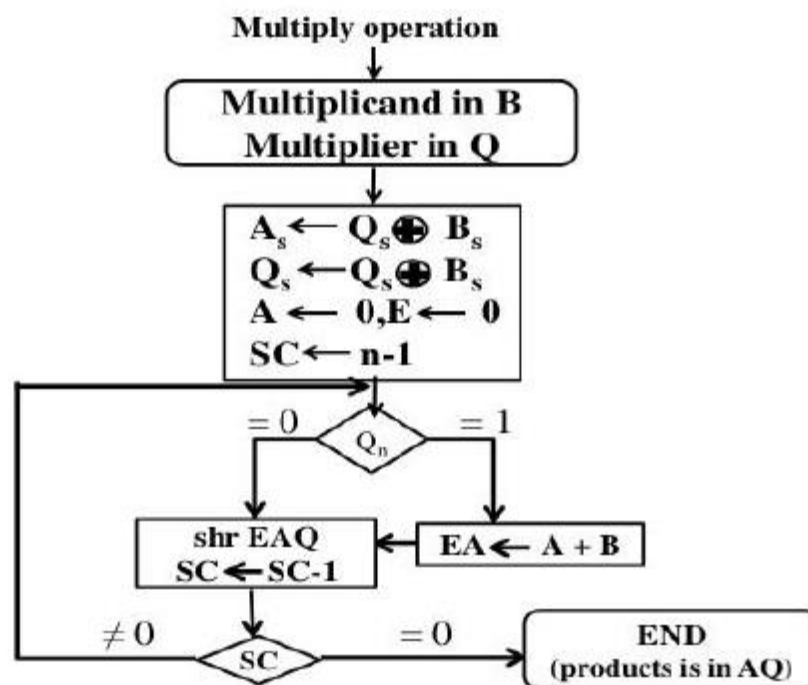 Multiply operation
Multiplicand in B
Multiplier in Q
Aₛ ← Qₛ ⊕ Bₛ
Qₛ ← Qₛ ⊕ Bₛ
A ← 0,E ← 0
SC ← n-1
= 0
= 1
Qₙ
shr EAQ
SC ← SC-1
EA ← A + B
≠ 0
= 0
SC
END
(products is in AQ)